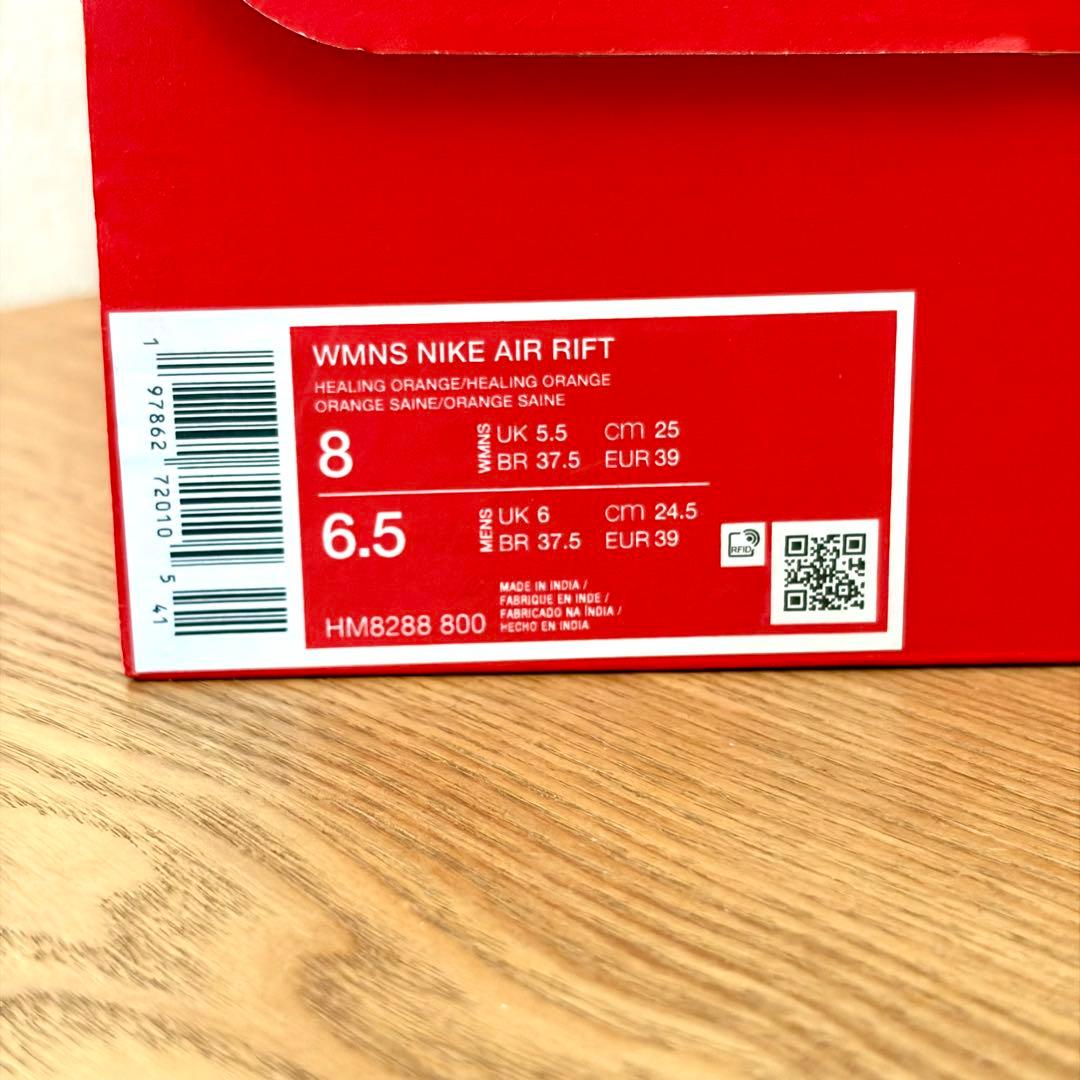 1 97862 72010 5 41
WMNS NIKE AIR RIFT
HEALING ORANGE/HEALING ORANGE
ORANGE SAINE/ORANGE SAINE
8 WMNS UK 5.5 cm 25
BR 37.5 EUR 39
6.5 MENS UK 6 cm 24.5
BR 37.5 EUR 39
RFID
MADE IN INDIA /
FABRIQUE EN INDE /
FABRICADO NA ÍNDIA /
HECHO EN INDIA
HM8288 800